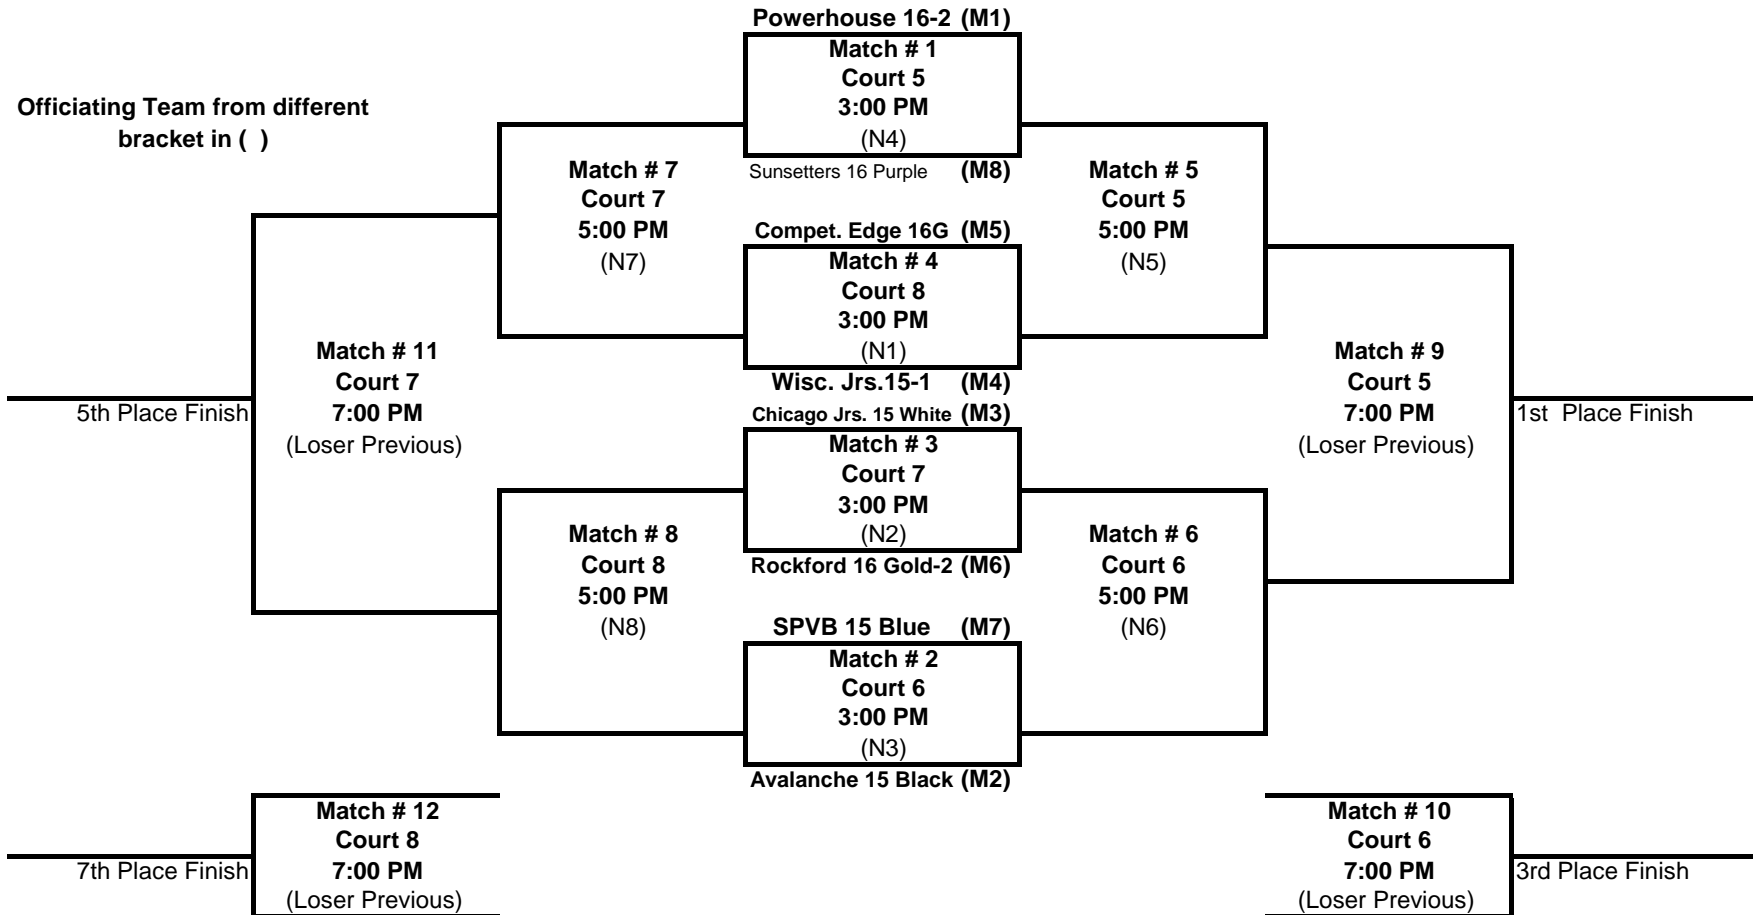 Powerhouse 16-2 (M1)
Match # 1
Court 5
3:00 PM
(N4)
Sunsetters 16 Purple (M8)
Officiating Team from different
bracket in (  )
Match # 7
Court 7
5:00 PM
(N7)
Match # 5
Court 5
5:00 PM
(N5)
Compet. Edge 16G (M5)
Match # 4
Court 8
3:00 PM
(N1)
Wisc. Jrs.15-1 (M4)
Match # 11
Court 7
7:00 PM
(Loser Previous)
5th Place Finish
Match # 9
Court 5
7:00 PM
(Loser Previous)
1st  Place Finish
Chicago Jrs. 15 White (M3)
Match # 3
Court 7
3:00 PM
(N2)
Rockford 16 Gold-2 (M6)
Match # 8
Court 8
5:00 PM
(N8)
Match # 6
Court 6
5:00 PM
(N6)
SPVB 15 Blue (M7)
Match # 2
Court 6
3:00 PM
(N3)
Avalanche 15 Black (M2)
Match # 12
Court 8
7:00 PM
(Loser Previous)
7th Place Finish
Match # 10
Court 6
7:00 PM
(Loser Previous)
3rd Place Finish